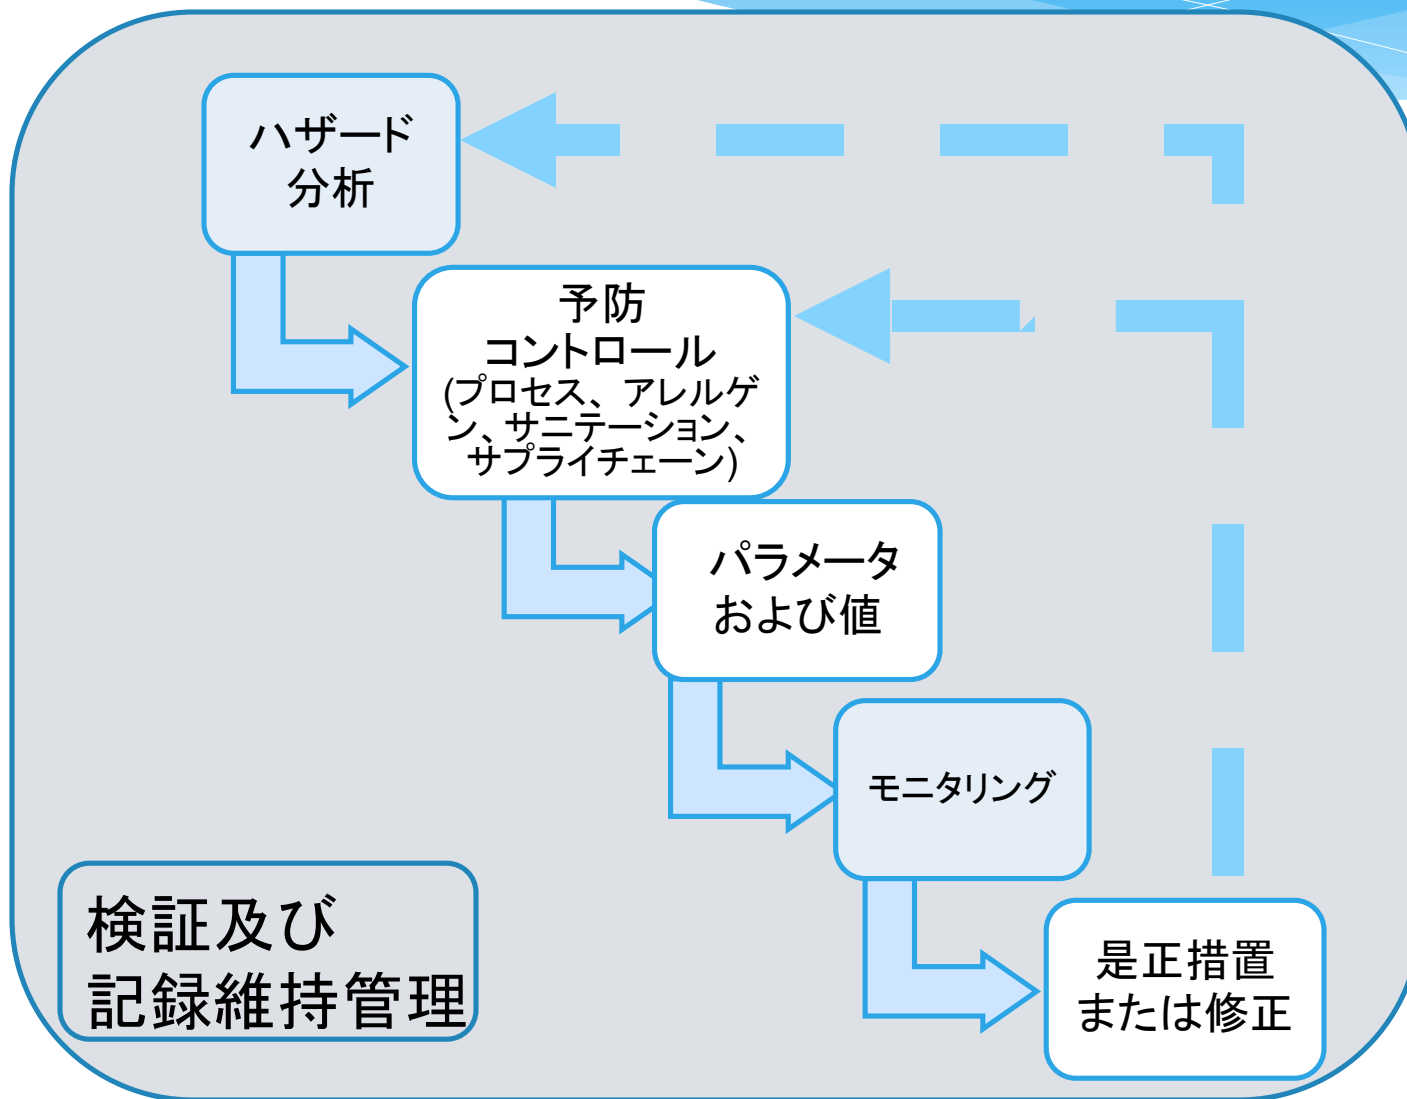 ハザード
分析
予防
コントロール
(プロセス、アレルゲ
ン、サニテーション、
サプライチェーン)
パラメータ
および値
モニタリング
是正措置
または修正
検証及び
記録維持管理